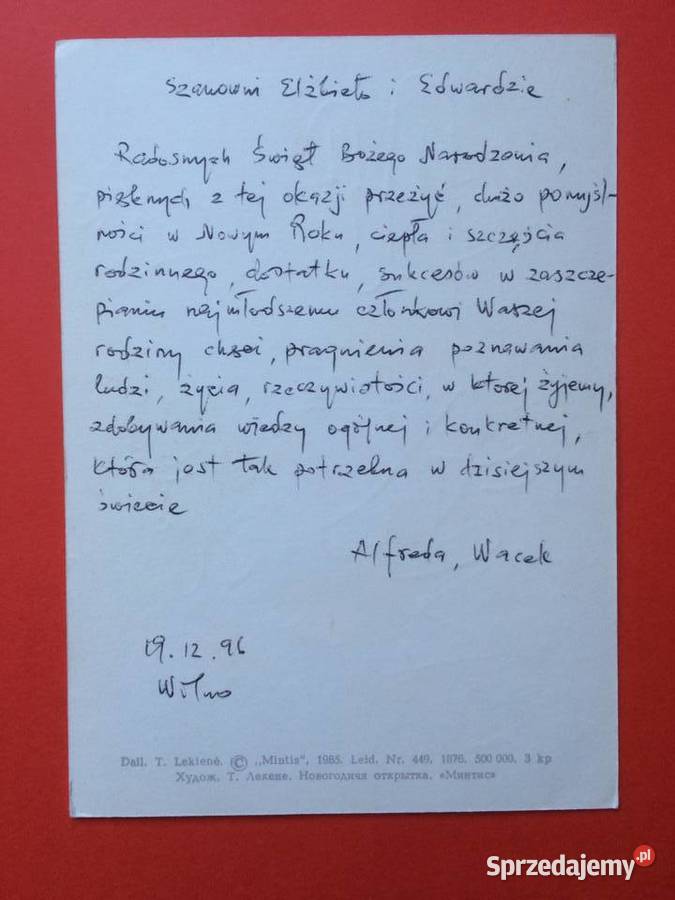 Szanowni Elżbieto i Edwardzie
Radosnych Świąt Bożego Narodzenia,
pięknych z tej okazji przeżyć, dużo pomyśl-
ności w Nowym Roku, ciepła i szczęścia
rodzinnego, dostatku, sukcesów w zaszcze-
pianiu najmłodszemu członkowi Waszej
rodziny chęci, pragnienia poznawania
ludzi, życia, rzeczywistości, w ktorej żyjemy,
zdobywania wiedzy ogólnej i konkretnej,
która jest tak potrzebna w dzisiejszym
świecie
Alfreda, Wacek
19.12.96
Wilno
Dail. T. Lekienė. © „Mintis", 1985. Leid. Nr. 449. 1876. 500 000. 3 kp
Худож. Т. Лекене. Новогодняя открытка. «Минтис»
Sprzedajemy.pl